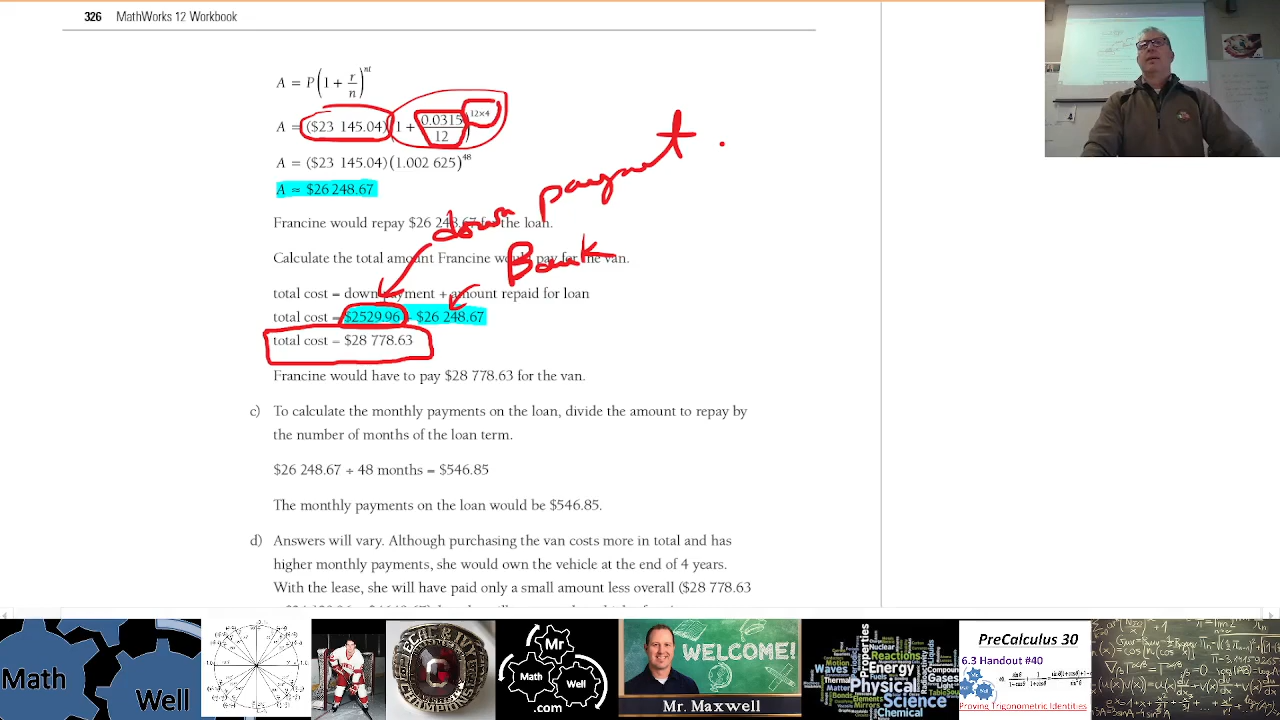 326 MathWorks 12 Workbook
A = P(1 + r/n)^nt
A = ($23 145.04)(1 + 0.0315/12)^12×4
A = ($23 145.04)(1.002 625)^48
A ≈ $26 248.67
down payment
Francine would repay $26 248.67 for the loan.
Bank
Calculate the total amount Francine would pay for the van.
total cost = down payment + amount repaid for loan
total cost = $2529.96 + $26 248.67
total cost = $28 778.63
Francine would have to pay $28 778.63 for the van.
c) To calculate the monthly payments on the loan, divide the amount to repay by
the number of months of the loan term.
$26 248.67 ÷ 48 months = $546.85
The monthly payments on the loan would be $546.85.
d) Answers will vary. Although purchasing the van costs more in total and has
higher monthly payments, she would own the vehicle at the end of 4 years.
With the lease, she will have paid only a small amount less overall ($28 778.63
Math
Well
Mr
Math
Well
.com
WELCOME!
Mr. Maxwell
Reactions
Energy
Waves
Physical
Science
Chemical
PreCalculus 30
6.3 Handout #40
Proving Trigonometric Identities